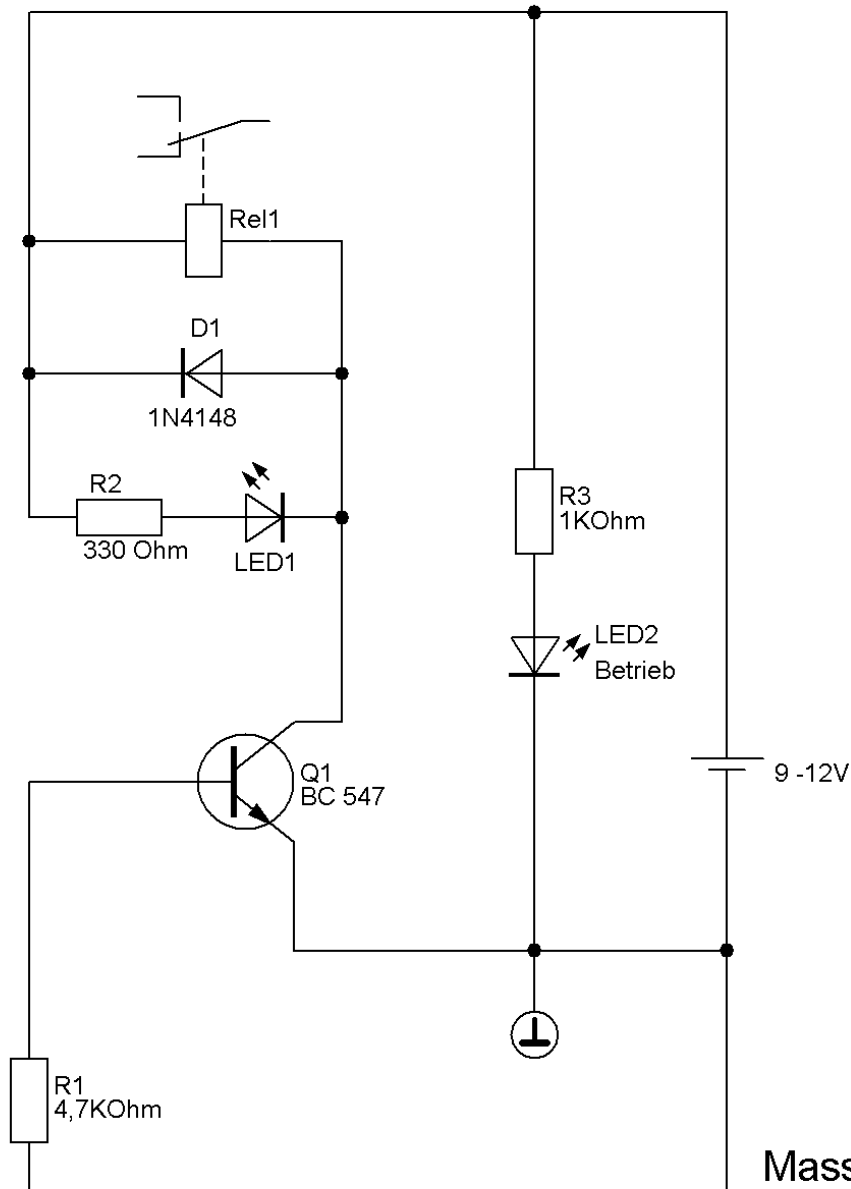 Rel1
D1
1N4148
R2
330 Ohm
LED1
R3
1KOhm
LED2
Betrieb
Q1
BC 547
9 -12V
R1
4,7KOhm
Mass